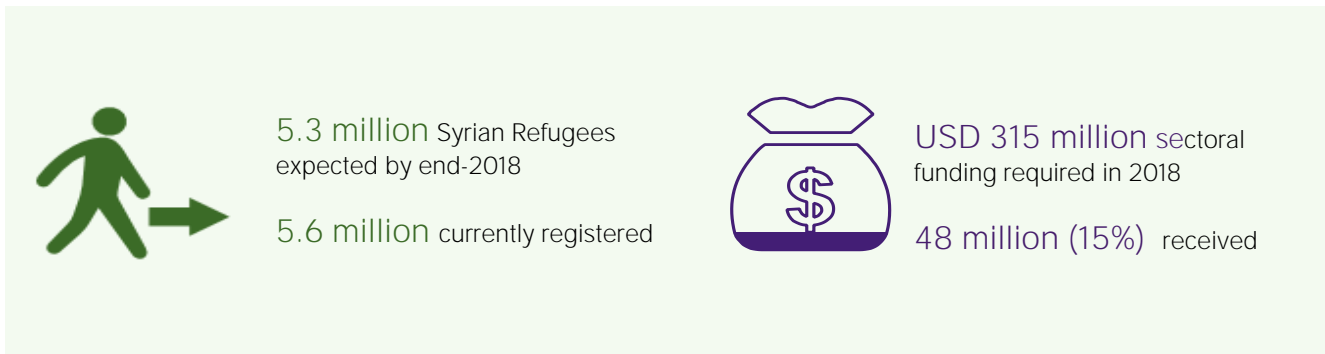 5.3 million Syrian Refugees
expected by end-2018
5.6 million currently registered
$
USD 315 million sectoral
funding required in 2018
48 million (15%) received